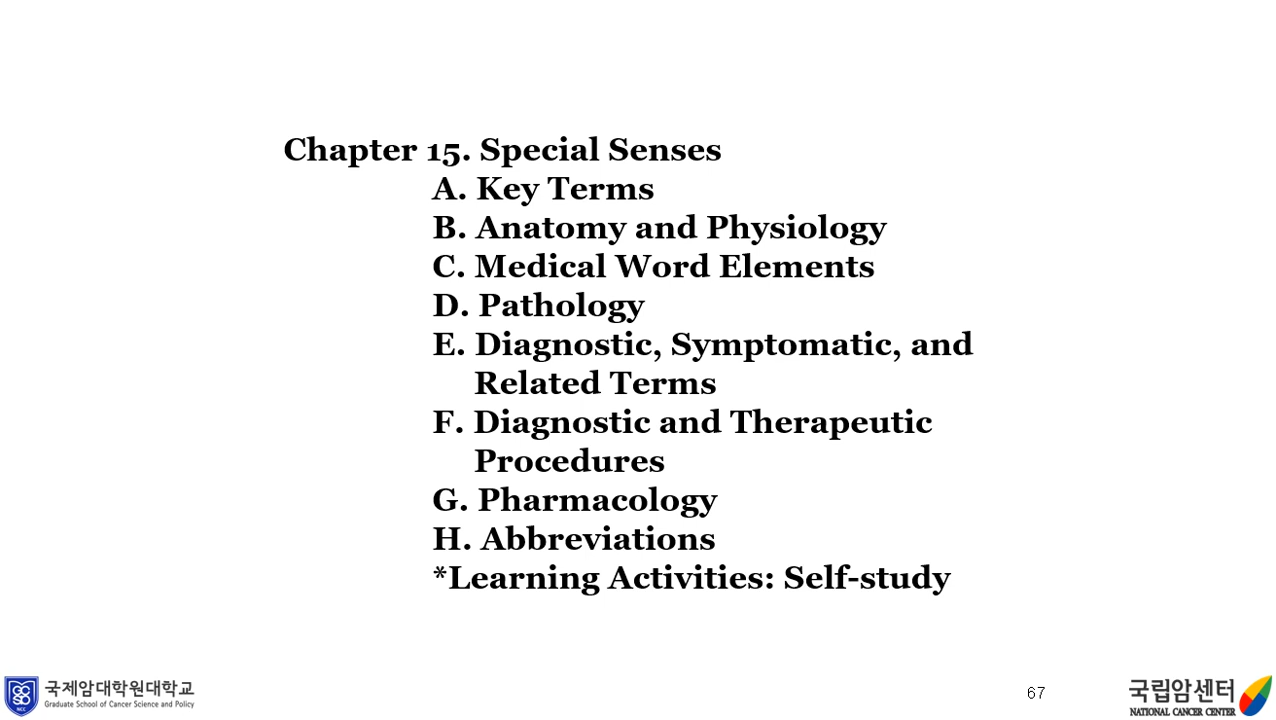 Chapter 15. Special Senses
A. Key Terms
B. Anatomy and Physiology
C. Medical Word Elements
D. Pathology
E. Diagnostic, Symptomatic, and
Related Terms
F. Diagnostic and Therapeutic
Procedures
G. Pharmacology
H. Abbreviations
*Learning Activities: Self-study
국제암대학원대학교
Graduate School of Cancer Science and Policy
67
국립암센터
NATIONAL CANCER CENTER